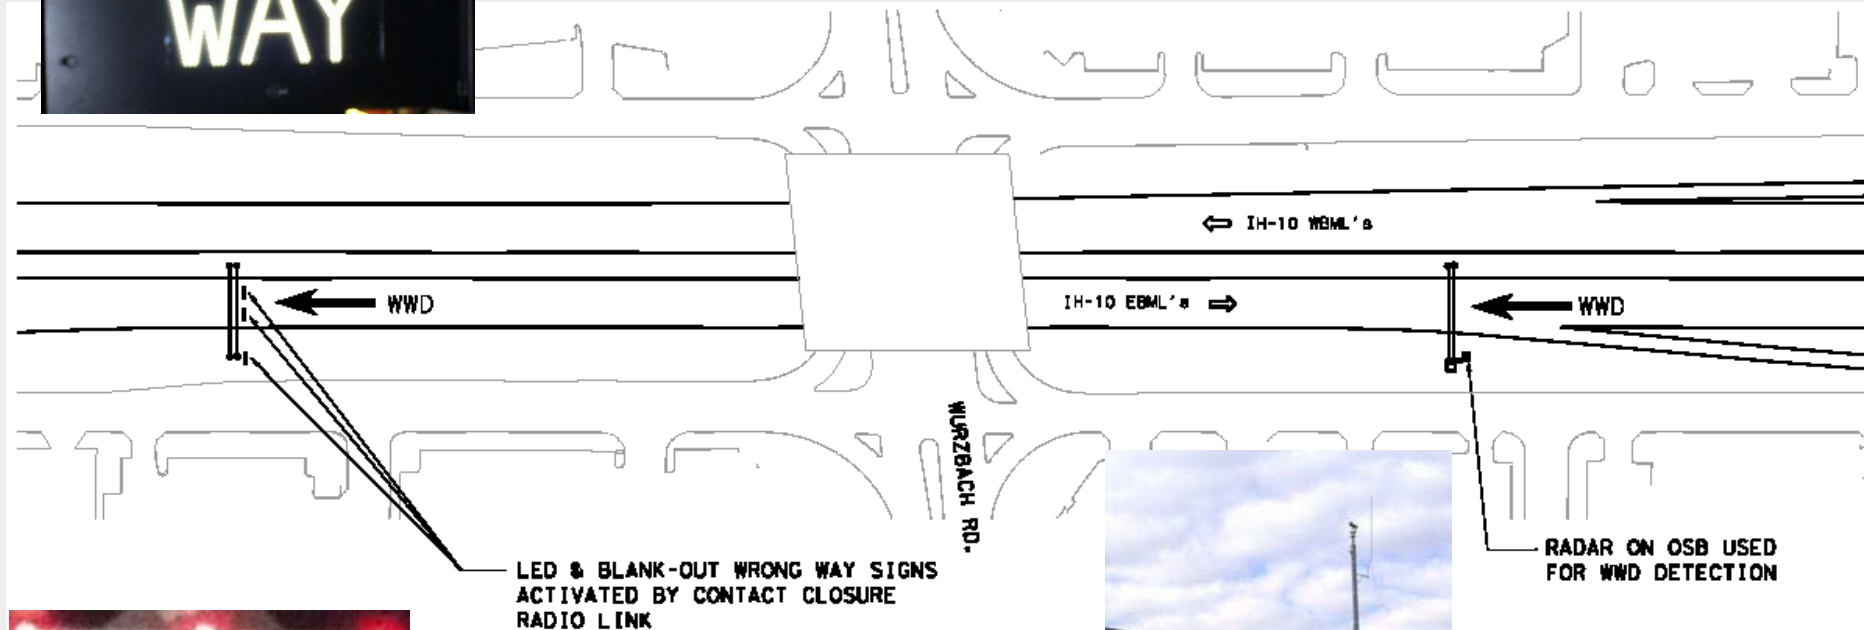 WAY
⇦ IH-10 WBML's
WWD
IH-10 EBML's ⇨
WWD
WURZBACH RD.
LED & BLANK-OUT WRONG WAY SIGNS
ACTIVATED BY CONTACT CLOSURE
RADIO LINK
RADAR ON OSB USED
FOR WWD DETECTION